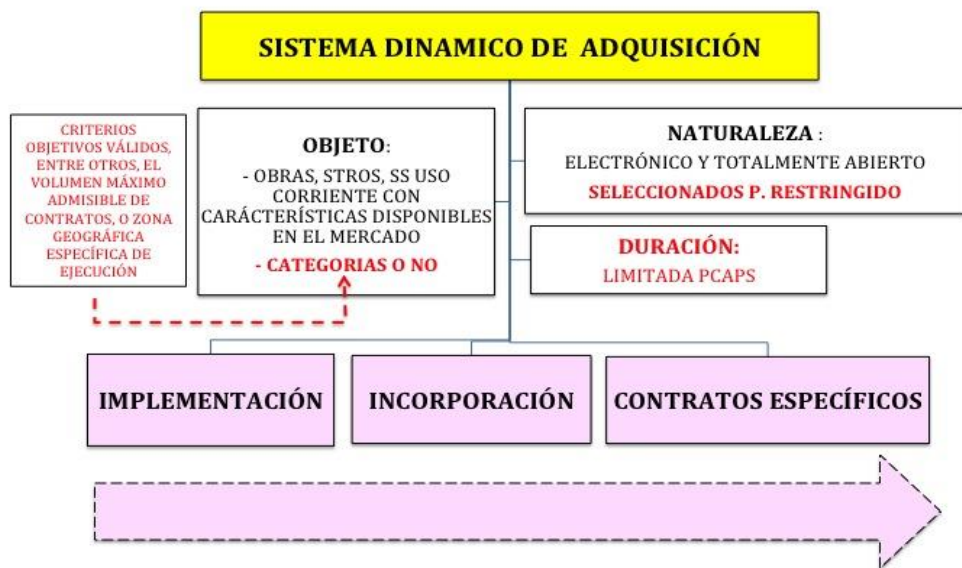 SISTEMA DINAMICO DE ADQUISICIÓN
CRITERIOS
OBJETIVOS VÁLIDOS,
ENTRE OTROS, EL
VOLUMEN MÁXIMO
ADMISIBLE DE
CONTRATOS, O ZONA
GEOGRÁFICA
ESPECÍFICA DE
EJECUCIÓN
OBJETO:
- OBRAS, STROS, SS USO
CORRIENTE CON
CARÁCTERÍSTICAS DISPONIBLES
EN EL MERCADO
- CATEGORIAS O NO
NATURALEZA :
ELECTRÓNICO Y TOTALMENTE ABIERTO
SELECCIONADOS P. RESTRINGIDO
DURACIÓN:
LIMITADA PCAPS
IMPLEMENTACIÓN
INCORPORACIÓN
CONTRATOS ESPECÍFICOS